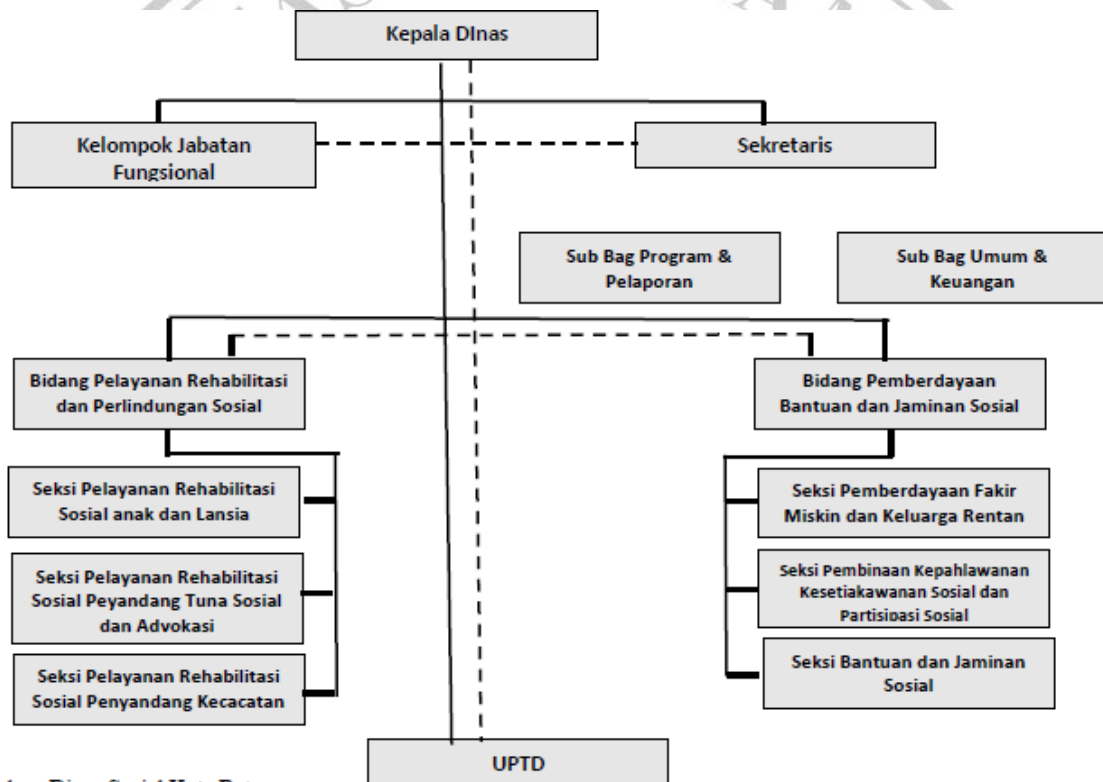 Kepala DInas
Kelompok Jabatan
Fungsional
Sekretaris
Sub Bag Program &
Pelaporan
Sub Bag Umum &
Keuangan
Bidang Pelayanan Rehabilitasi
dan Perlindungan Sosial
Bidang Pemberdayaan
Bantuan dan Jaminan Sosial
Seksi Pelayanan Rehabilitasi
Sosial anak dan Lansia
Seksi Pemberdayaan Fakir
Miskin dan Keluarga Rentan
Seksi Pelayanan Rehabilitasi
Sosial Peyandang Tuna Sosial
dan Advokasi
Seksi Pembinaan Kepahlawanan
Kesetiakawanan Sosial dan
Partisipasi Sosial
Seksi Pelayanan Rehabilitasi
Sosial Penyandang Kecacatan
Seksi Bantuan dan Jaminan
Sosial
UPTD